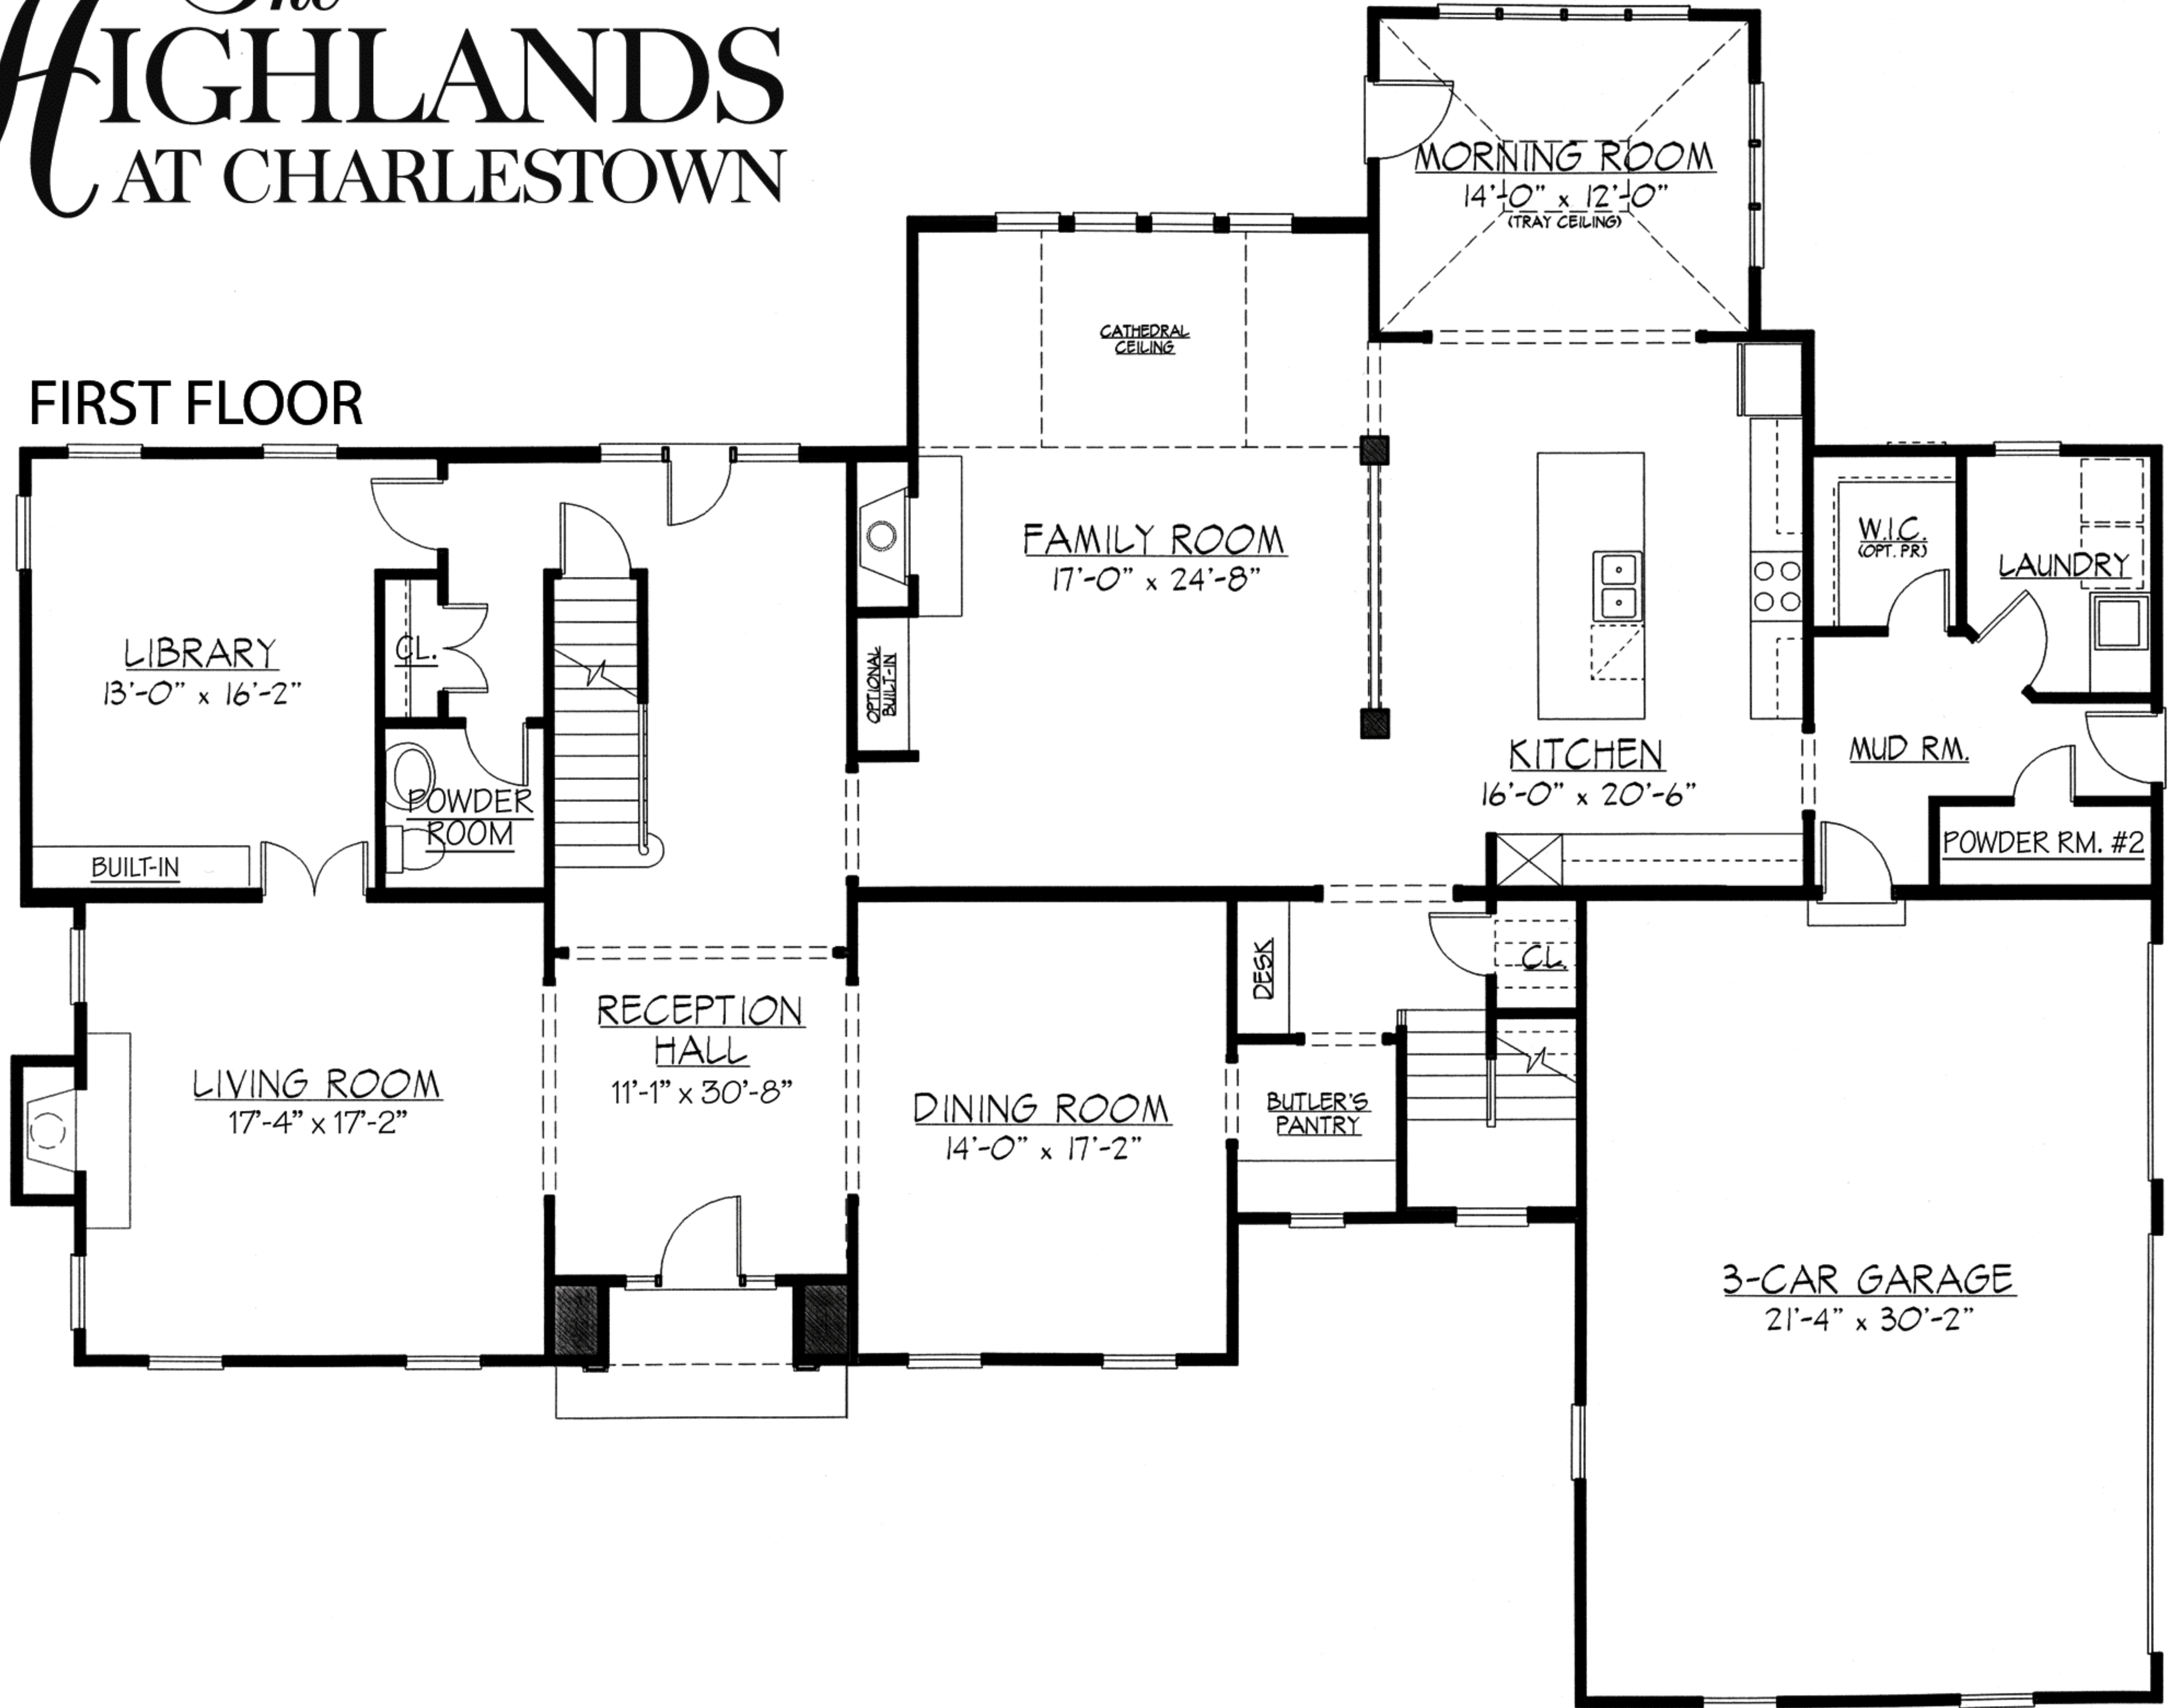 The
HIGHLANDS
AT CHARLESTOWN
FIRST FLOOR
MORNING ROOM
14'-0" x 12'-0"
(TRAY CEILING)
CATHEDRAL
CEILING
FAMILY ROOM
17'-0" x 24'-8"
W.I.C.
(OPT. PR)
LAUNDRY
LIBRARY
13'-0" x 16'-2"
CL.
OPTIONAL
BUILT-IN
KITCHEN
16'-0" x 20'-6"
MUD RM.
POWDER
ROOM
BUILT-IN
POWDER RM. #2
DESK
CL.
RECEPTION
HALL
11'-1" x 30'-8"
LIVING ROOM
17'-4" x 17'-2"
DINING ROOM
14'-0" x 17'-2"
BUTLER'S
PANTRY
3-CAR GARAGE
21'-4" x 30'-2"